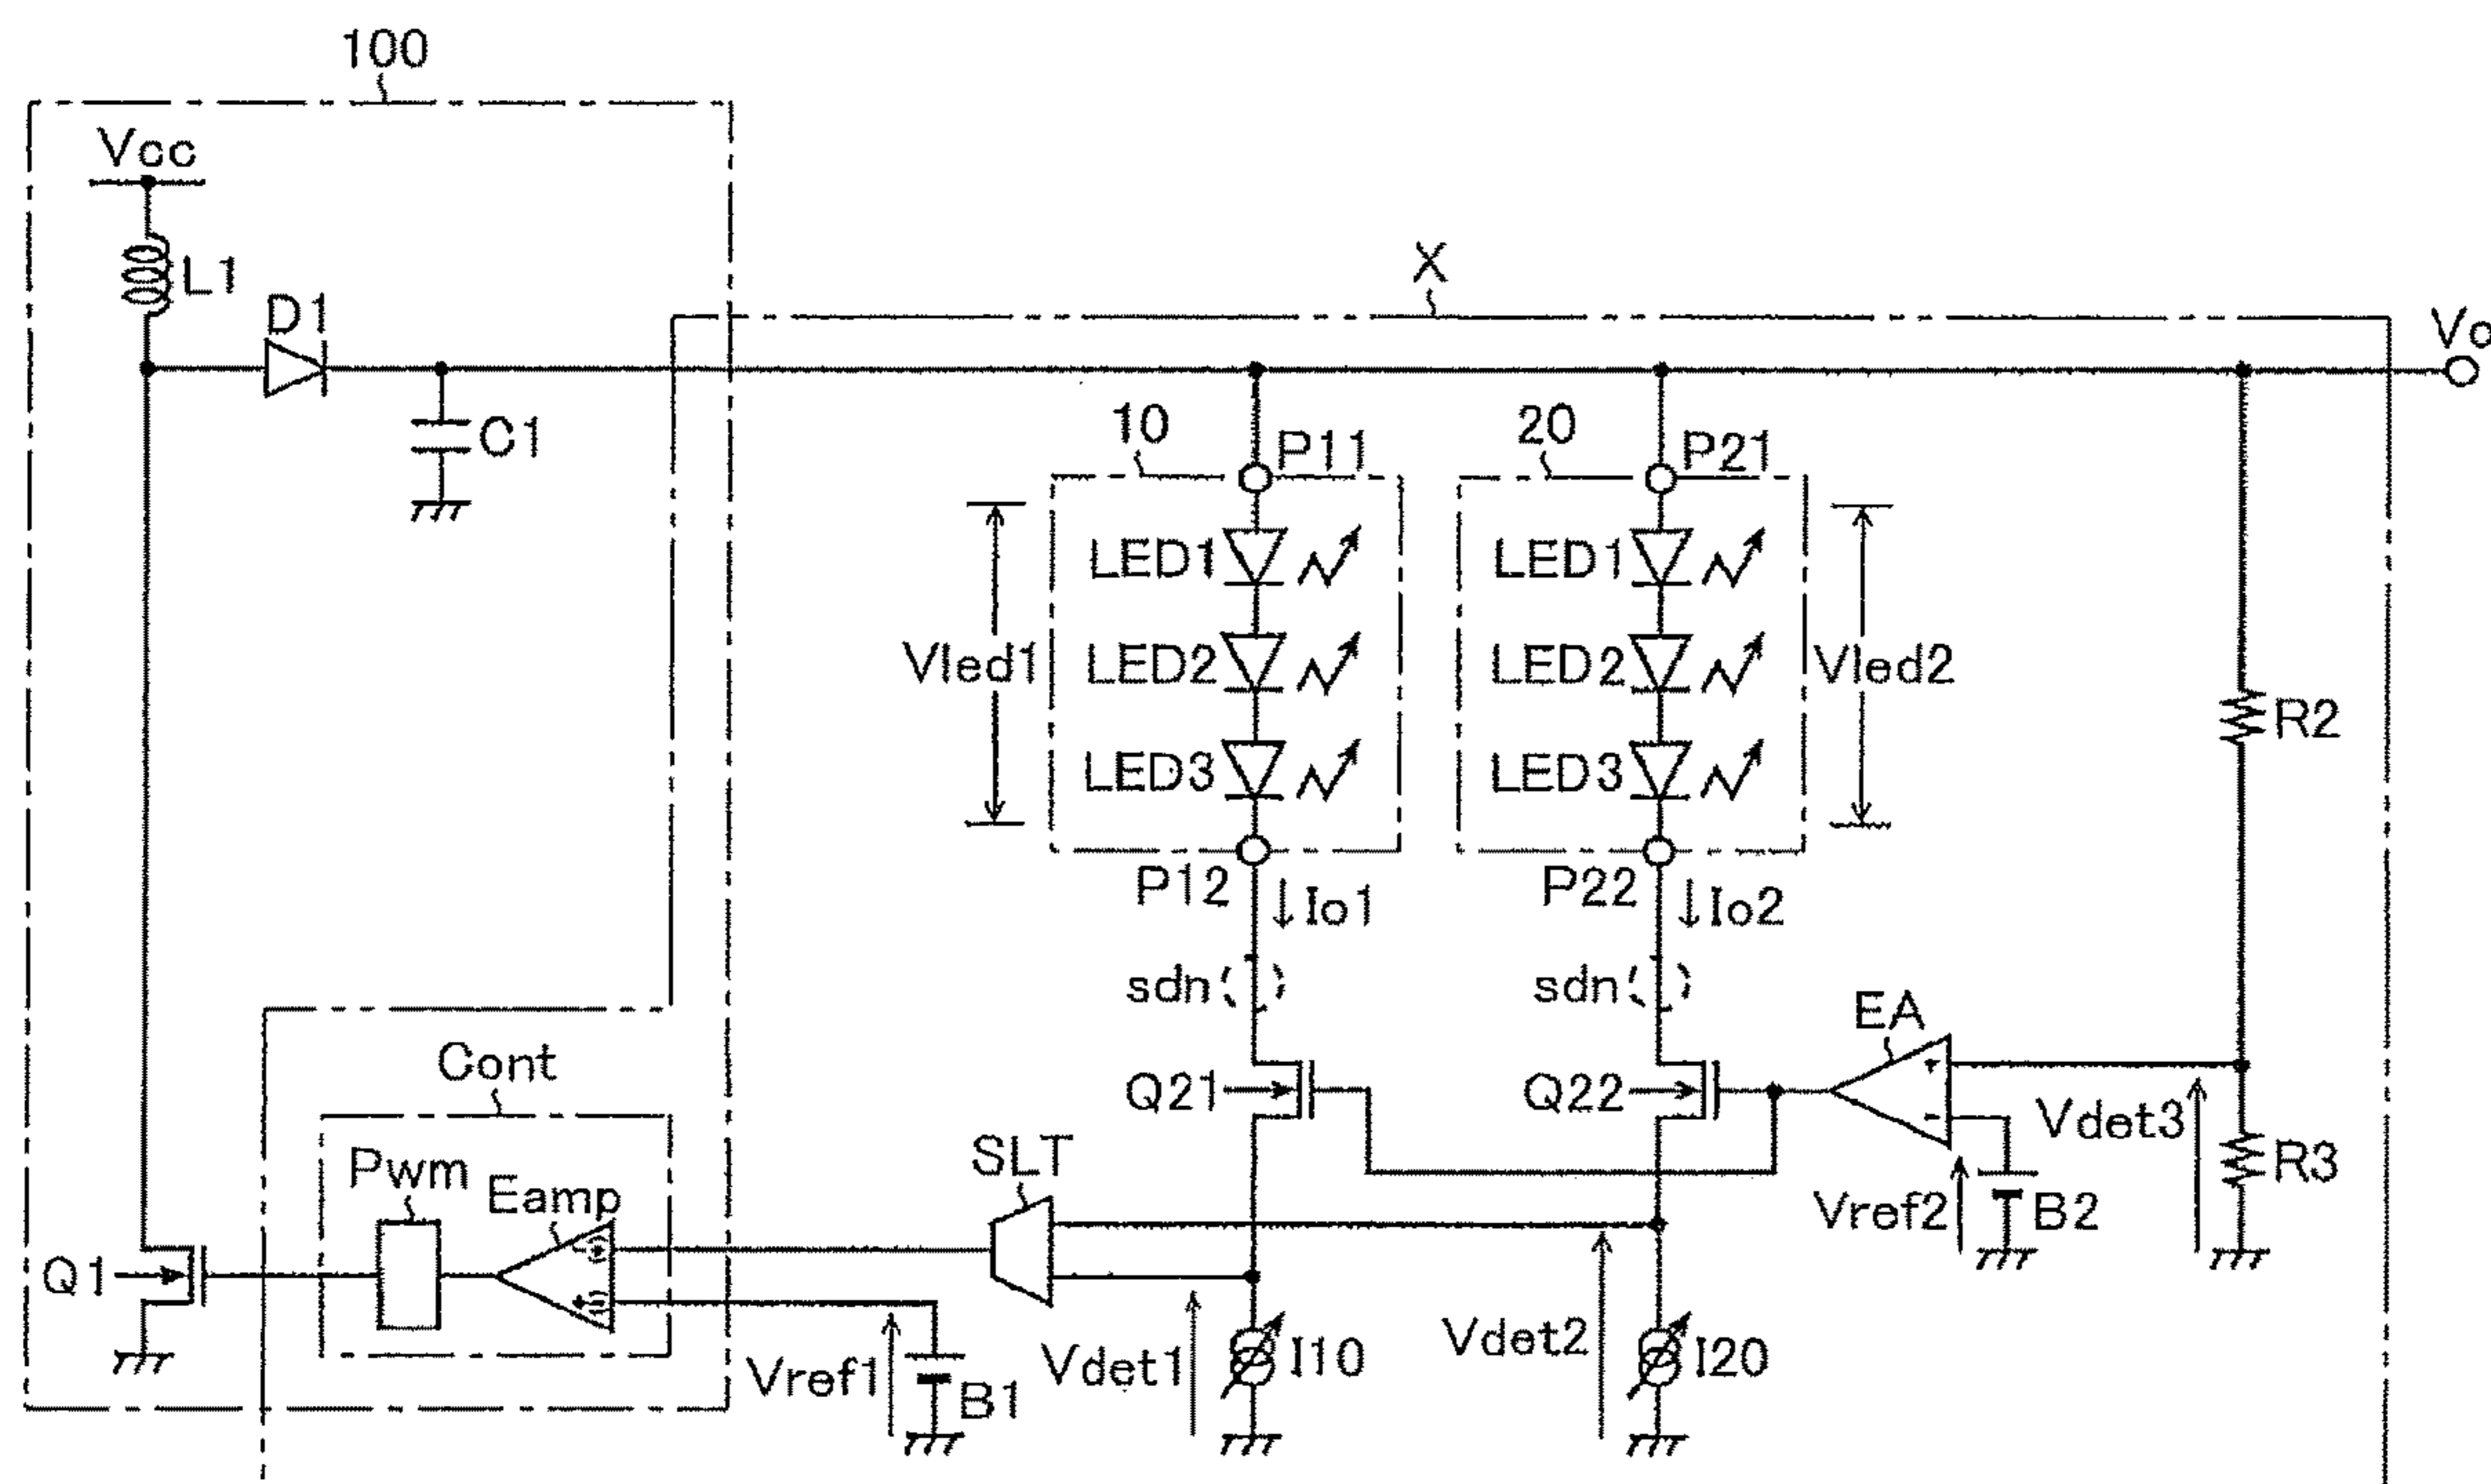 100
Vcc
L1
D1
C1
X
Vo
10
P11
20
P21
LED1
LED1
Vled1
LED2
LED2
Vled2
LED3
LED3
R2
P12
Io1
P22
Io2
sdn
sdn
EA
Cont
Q21
Q22
+
-
Vdet3
Pwm
Eamp
SLT
Vref2
B2
R3
Q1
+
-
Vref1
B1
Vdet1
I10
Vdet2
I20